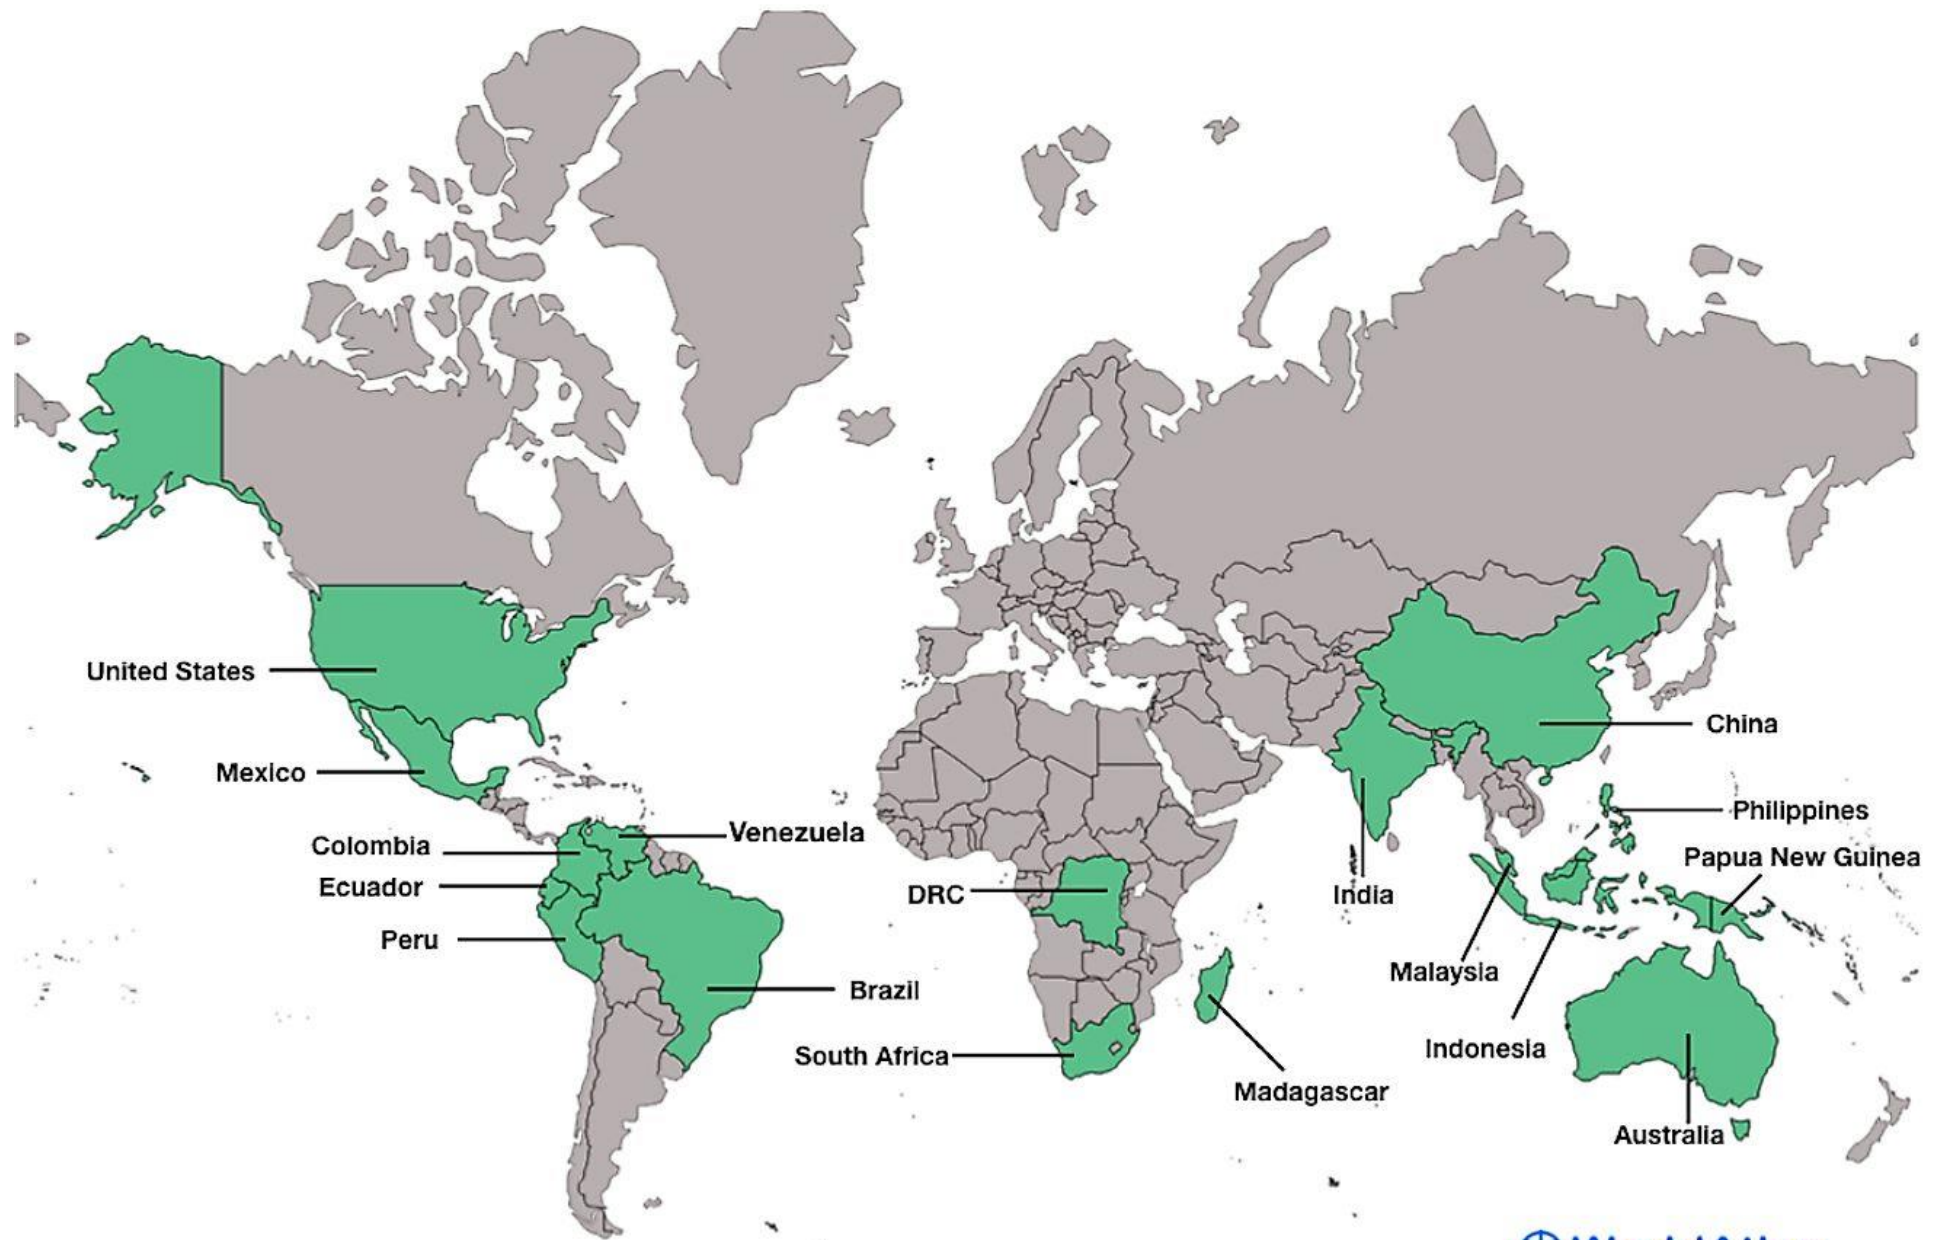 United States
China
Mexico
Philippines
Venezuela
Colombia
Papua New Guinea
Ecuador
DRC
India
Peru
Malaysia
Brazil
Indonesia
South Africa
Madagascar
Australia